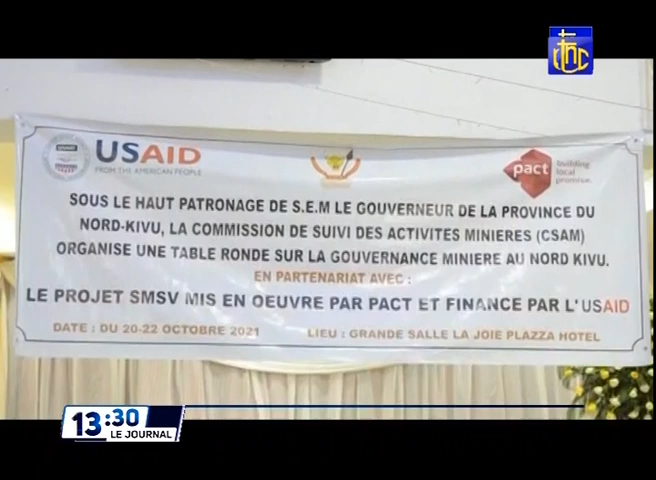 RTNC
USAID
FROM THE AMERICAN PEOPLE
pact
building
local
promise.
SOUS LE HAUT PATRONAGE DE S.E.M LE GOUVERNEUR DE LA PROVINCE DU
NORD-KIVU, LA COMMISSION DE SUIVI DES ACTIVITES MINIERES (CSAM)
ORGANISE UNE TABLE RONDE SUR LA GOUVERNANCE MINIERE AU NORD KIVU.
EN PARTENARIAT AVEC :
LE PROJET SMSV MIS EN OEUVRE PAR PACT ET FINANCE PAR L'USAID
DATE : DU 20-22 OCTOBRE 2021 LIEU : GRANDE SALLE LA JOIE PLAZZA HOTEL
13:30
LE JOURNAL